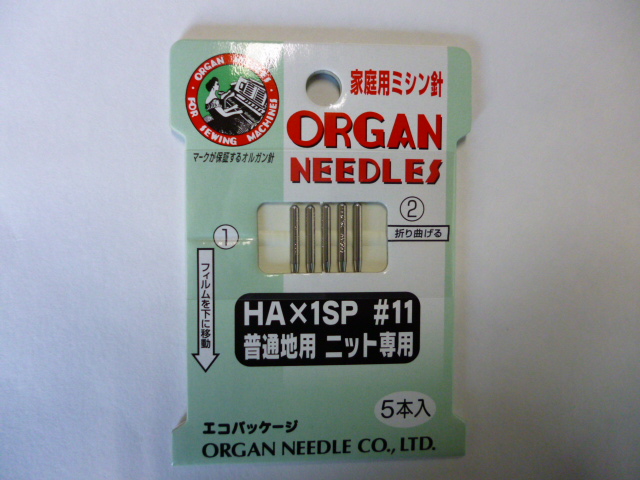 ORGAN NEEDLES
FOR SEWING MACHINES
マークが保証するオルガン針
家庭用ミシン針
ORGAN
NEEDLES
①
②
折り曲げる
フィルムを下に移動
HA×1SP #11
普通地用 ニット専用
5本入
エコパッケージ
ORGAN NEEDLE CO., LTD.